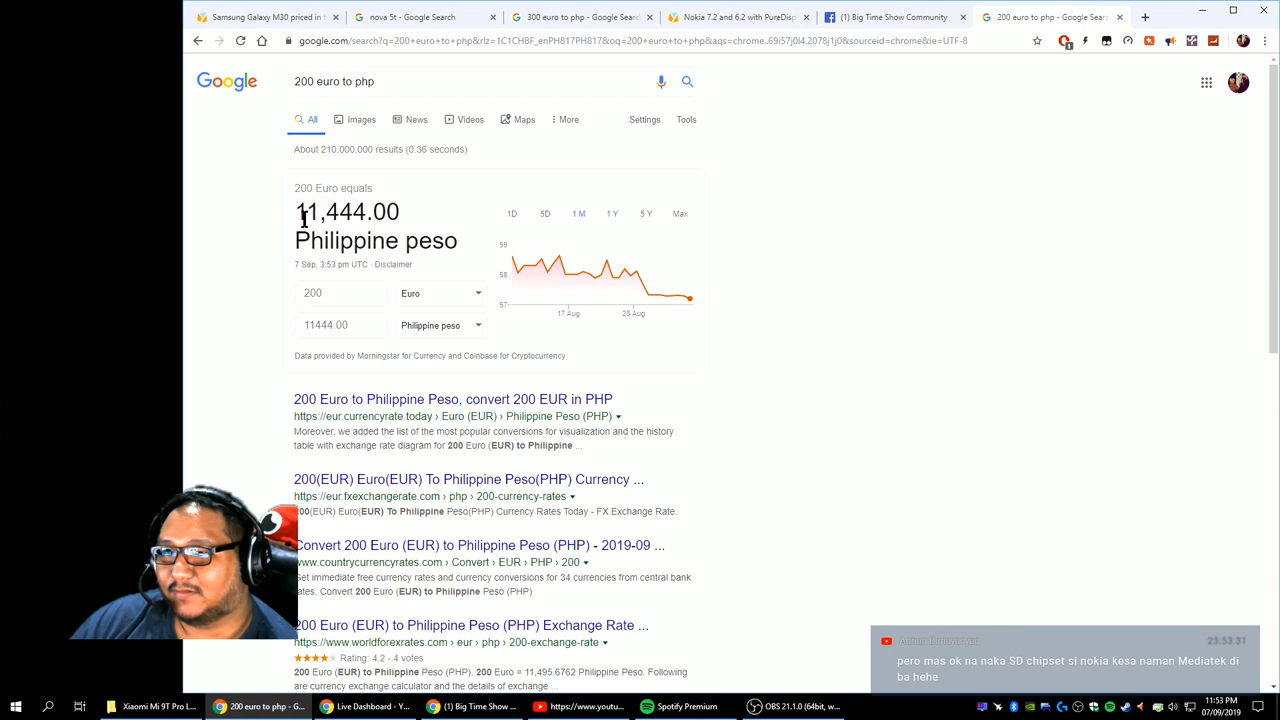 Samsung Galaxy M30 priced in t
nova 5t - Google Search
300 euro to php - Google Searc
Nokia 7.2 and 6.2 with PureDisp
(1) Big Time Show Community
200 euro to php - Google Searc
google.com/search?q=200+euro+to+php&rlz=1C1CHBF_enPH817PH817&oq=200+euro+to+php&aqs=chrome..69i57j0l4.2078j1j0&sourceid=chrome&ie=UTF-8
Google
200 euro to php
All
Images
News
Videos
Maps
More
Settings
Tools
About 210,000,000 results (0.36 seconds)
200 Euro equals
11,444.00
Philippine peso
7 Sep, 3:53 pm UTC · Disclaimer
200
Euro
11444.00
Philippine peso
1D
5D
1 M
1 Y
5 Y
Max
59
58
57
17 Aug
28 Aug
Data provided by Morningstar for Currency and Coinbase for Cryptocurrency
200 Euro to Philippine Peso, convert 200 EUR in PHP
https://eur.currencyrate.today › Euro (EUR) › Philippine Peso (PHP)
Moreover, we added the list of the most popular conversions for visualization and the history
table with exchange rate diagram for 200 Euro (EUR) to Philippine ...
200(EUR) Euro(EUR) To Philippine Peso(PHP) Currency ...
https://eur.fxexchangerate.com › php › 200-currency-rates
200(EUR) Euro(EUR) To Philippine Peso(PHP) Currency Rates Today - FX Exchange Rate.
Convert 200 Euro (EUR) to Philippine Peso (PHP) - 2019-09 ...
www.countrycurrencyrates.com › Convert › EUR › PHP › 200
Get immediate free currency rates and currency conversions for 34 currencies from central bank
rates. Convert 200 Euro (EUR) to Philippine Peso (PHP)
200 Euro (EUR) to Philippine Peso (PHP) Exchange Rate ...
https://www.worldforexrates.com › eur › php › 200-exchange-rate
Rating: 4.2 - 4 votes
200 Euro (EUR) to Philippine Peso (PHP). 200 Euro = 11,495.6762 Philippine Peso. Following
are currency exchange calculator and the details of exchange ...
23:53:31
pero mas ok na naka SD chipset si nokia kesa naman Mediatek di
ba hehe
Xiaomi Mi 9T Pro L...
200 euro to php - G...
Live Dashboard - Y...
(1) Big Time Show ...
https://www.youtu...
Spotify Premium
OBS 21.1.0 (64bit, w...
11:53 PM
07/09/2019